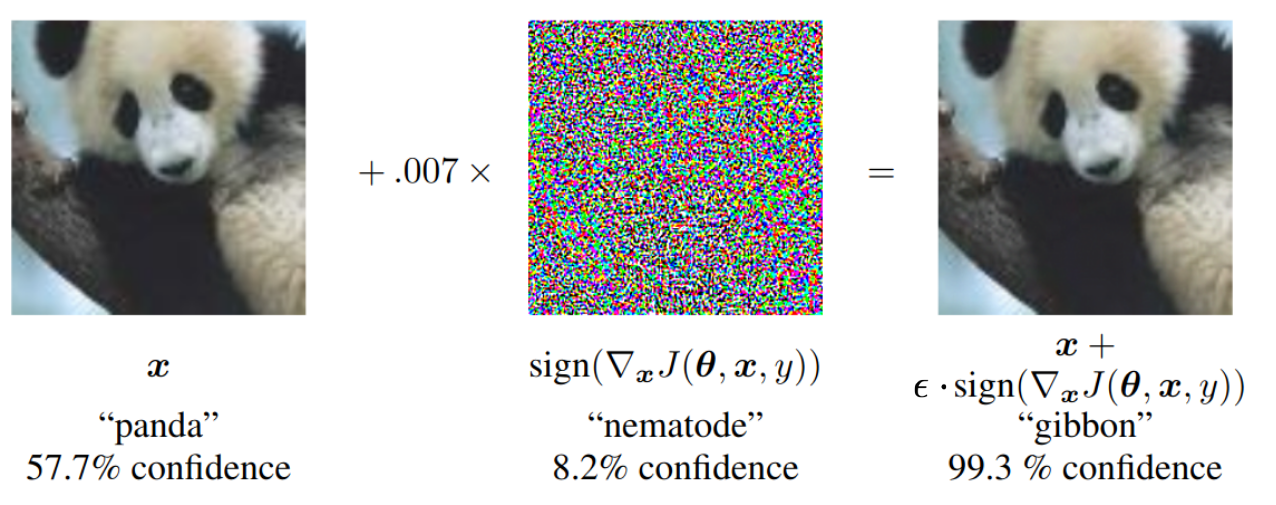 + .007 ×
=
x
“panda”
57.7% confidence
sign(∇ₓJ(θ, x, y))
“nematode”
8.2% confidence
x +
ϵ · sign(∇ₓJ(θ, x, y))
“gibbon”
99.3 % confidence